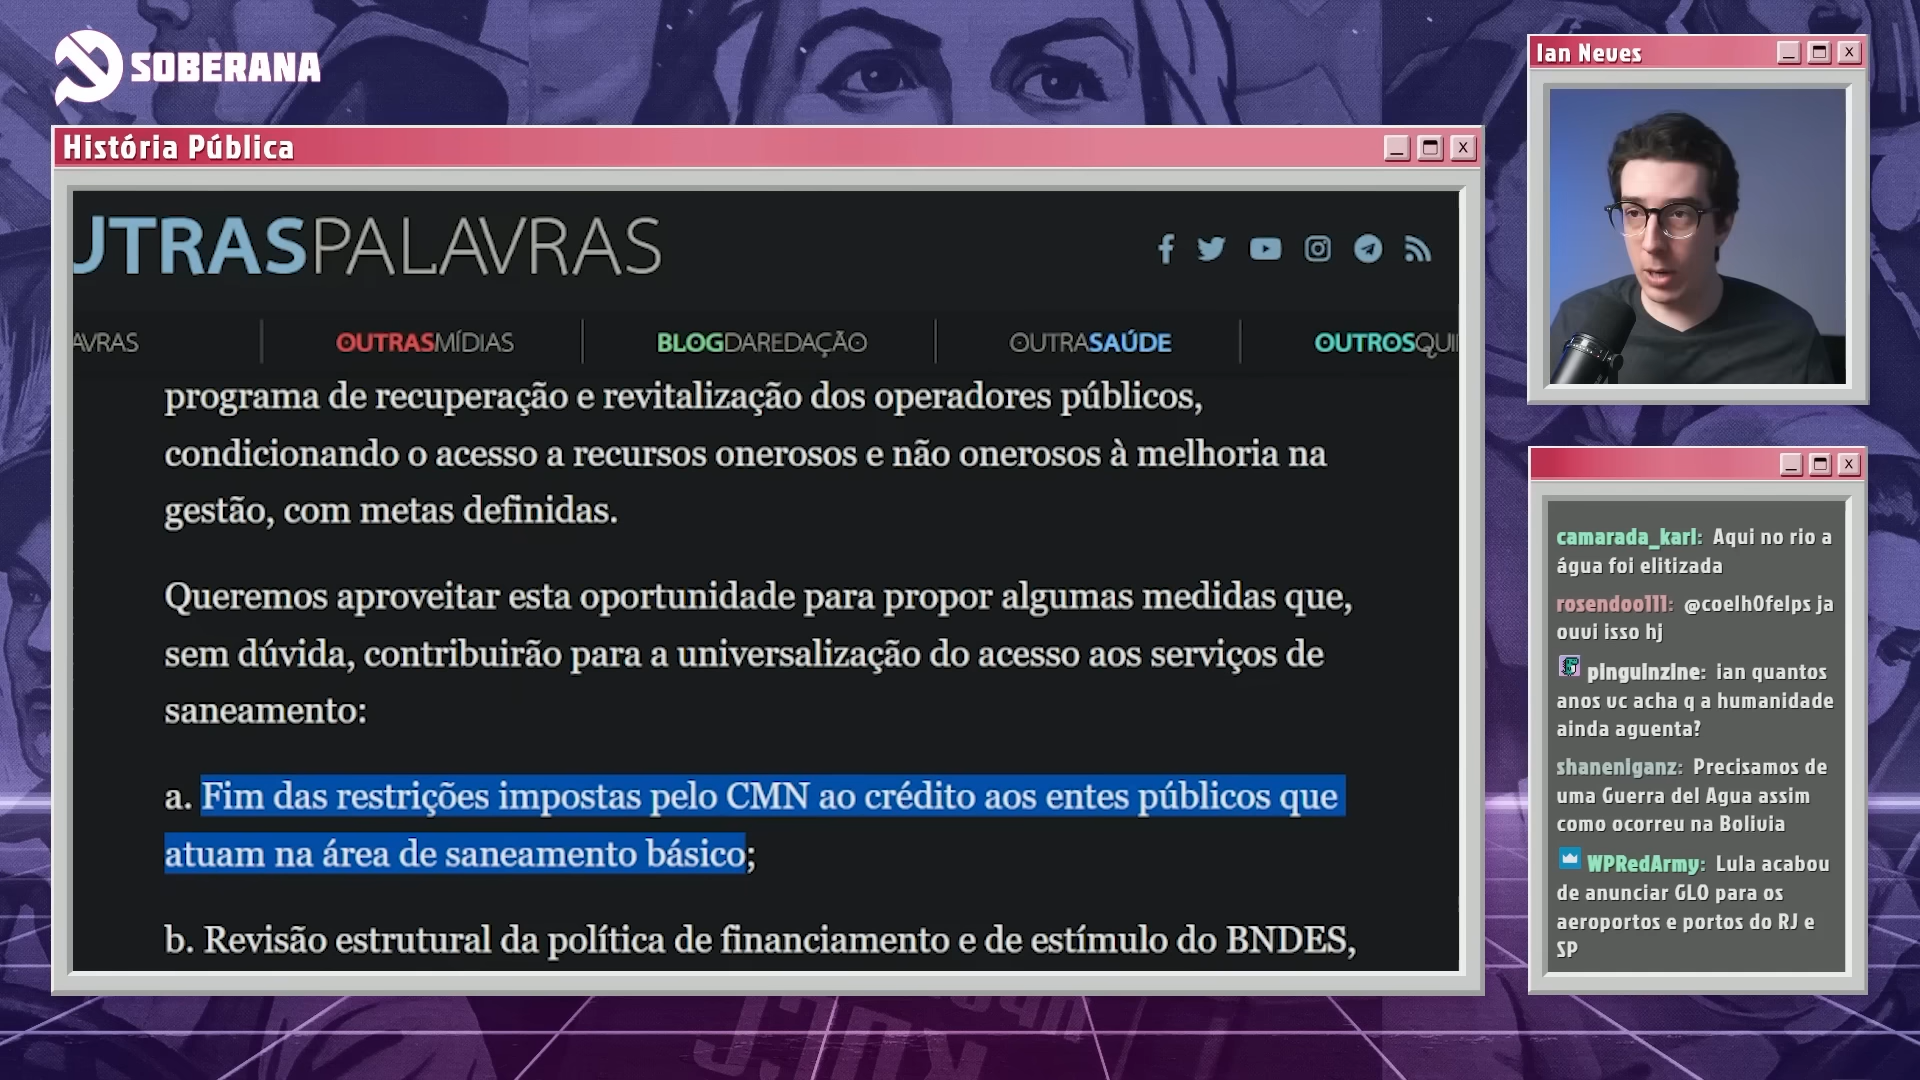 SOBERANA
História Pública
UTRASPALAVRAS
AVRAS
OUTRASMÍDIAS
BLOGDAREDAÇÃO
OUTRASAÚDE
OUTROSQUI
programa de recuperação e revitalização dos operadores públicos,
condicionando o acesso a recursos onerosos e não onerosos à melhoria na
gestão, com metas definidas.
Queremos aproveitar esta oportunidade para propor algumas medidas que,
sem dúvida, contribuirão para a universalização do acesso aos serviços de
saneamento:
a. Fim das restrições impostas pelo CMN ao crédito aos entes públicos que
atuam na área de saneamento básico;
b. Revisão estrutural da política de financiamento e de estímulo do BNDES,
Ian Neves
camarada_karl: Aqui no rio a
água foi elitizada
rosendoo111: @coelh0felps ja
ouvi isso hj
pinguinzine: ian quantos
anos vc acha q a humanidade
ainda aguenta?
shaneniganz: Precisamos de
uma Guerra del Agua assim
como ocorreu na Bolivia
WPRedArmy: Lula acabou
de anunciar GLO para os
aeroportos e portos do RJ e
SP